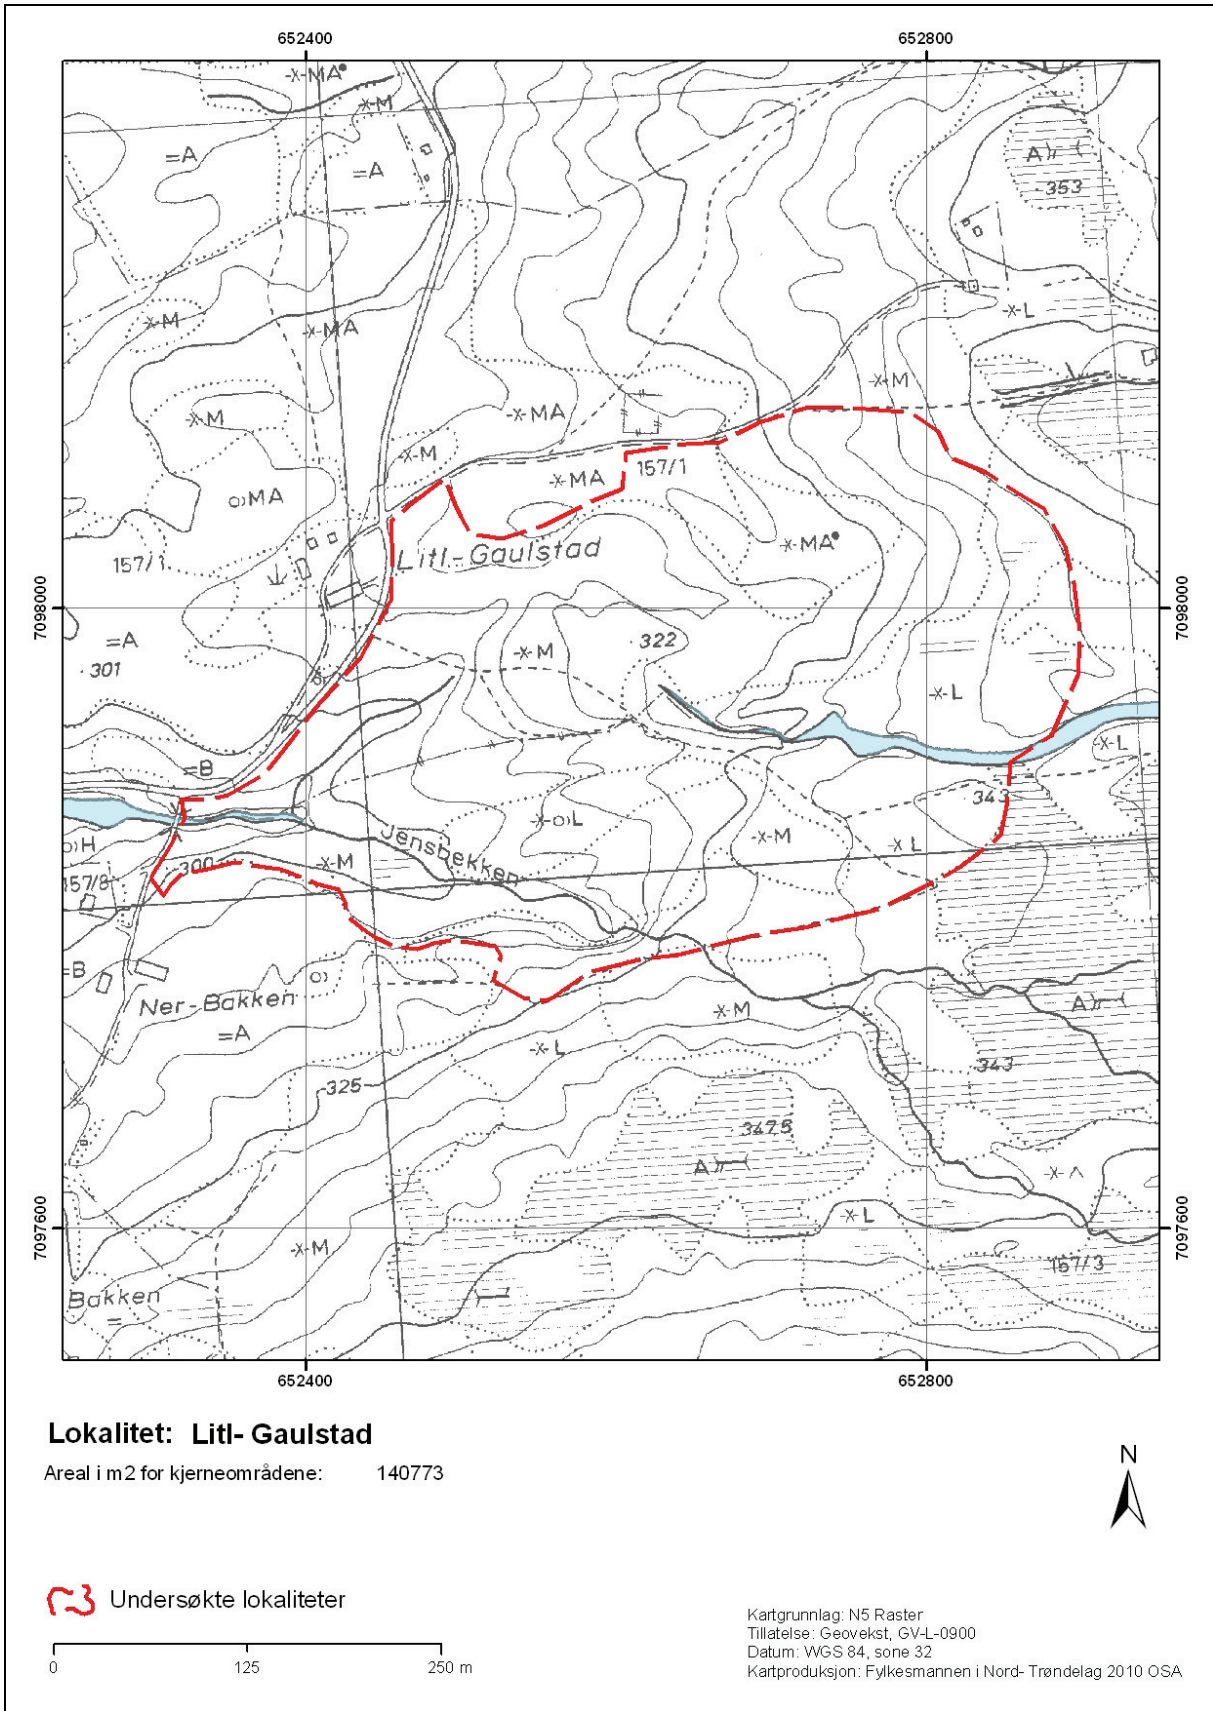 652400 652800
-X-MA•
-X-M
=A
=A
A
353
-X-M
-X-MA
-X-L
-X-M
-X-M
-X-MA
-X-M
157/1
-X-MA
MA
-X-MA•
Litl-Gaulstad
157/1
7098000 7098000
=A
301
-X-M
322
-X-L
-X-L
=B
343
H
Jensbekken
-X-o)L
-X-M
X L
-X-M
300
157/8
=B
Ner-Bakken
=A
-X-M
A
-X-L
325
343
347.5
A
-X-L
7097600 7097600
-X-M
157/3
Bakken
=
652400 652800
Lokalitet: Litl- Gaulstad
Areal i m2 for kjerneområdene: 140773
N
Undersøkte lokaliteter
0 125 250 m
Kartgrunnlag: N5 Raster
Tillatelse: Geovekst, GV-L-0900
Datum: WGS 84, sone 32
Kartproduksjon: Fylkesmannen i Nord- Trøndelag 2010 OSA